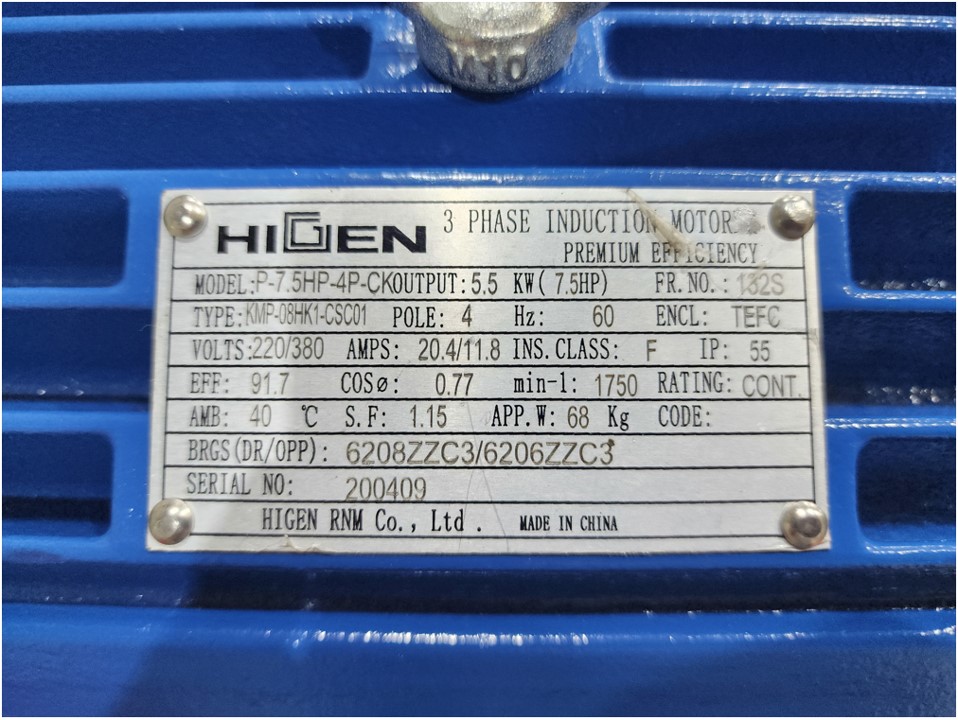 M10
HIGEN 3 PHASE INDUCTION MOTOR
PREMIUM EFFICIENCY
MODEL:P-7.5HP-4P-CK OUTPUT:5.5 KW( 7.5HP) FR.NO.:132S
TYPE:KMP-08HK1-CSC01 POLE: 4 Hz: 60 ENCL: TEFC
VOLTS:220/380 AMPS: 20.4/11.8 INS.CLASS: F IP: 55
EFF: 91.7 COSø: 0.77 min-1: 1750 RATING: CONT.
AMB: 40 ℃ S.F: 1.15 APP.W: 68 Kg CODE:
BRGS(DR/OPP): 6208ZZC3/6206ZZC3
SERIAL NO: 200409
HIGEN RNM Co., Ltd . MADE IN CHINA